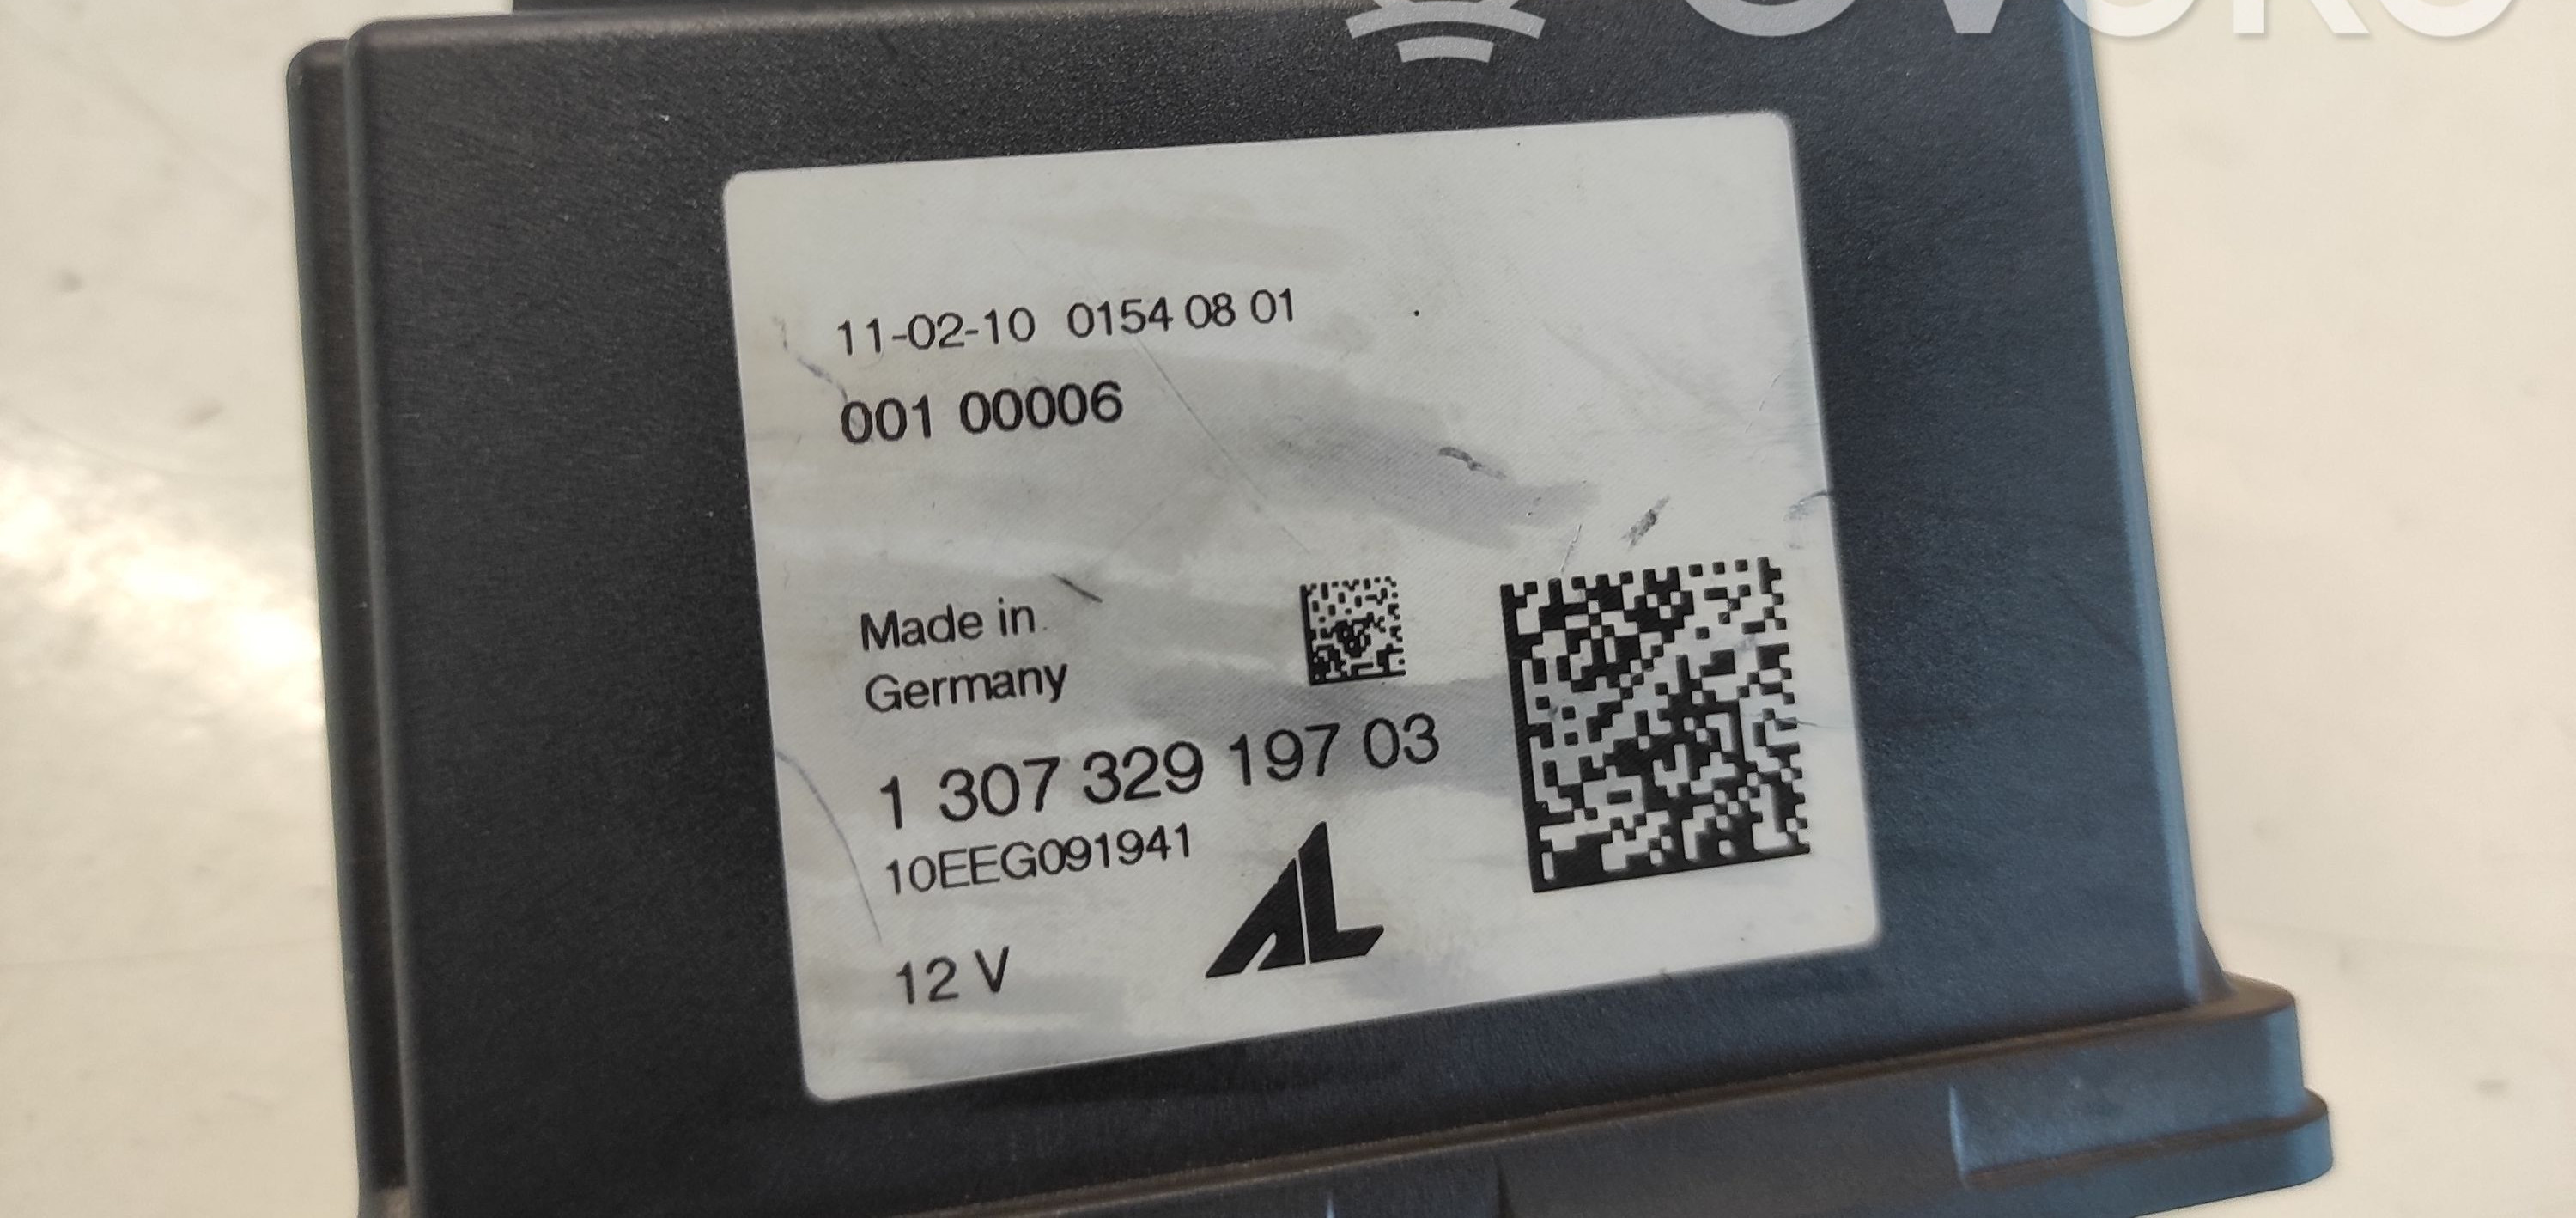 11-02-10 0154 08 01
001 00006
Made in
Germany
1 307 329 197 03
10EEG091941
AL
12 V